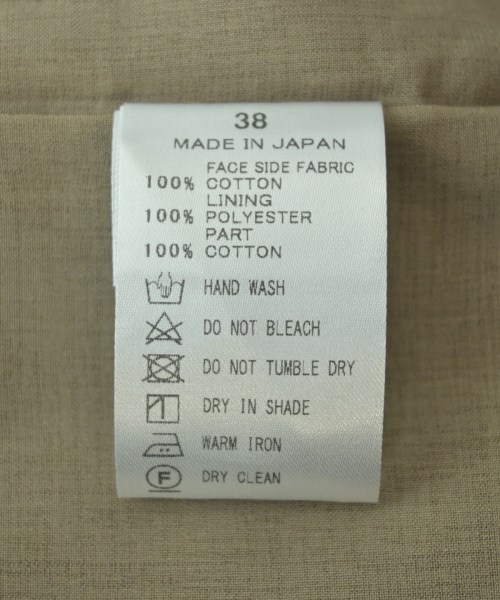 38
MADE IN JAPAN
FACE SIDE FABRIC
100% COTTON
LINING
100% POLYESTER
PART
100% COTTON
HAND WASH
DO NOT BLEACH
DO NOT TUMBLE DRY
DRY IN SHADE
WARM IRON
F DRY CLEAN